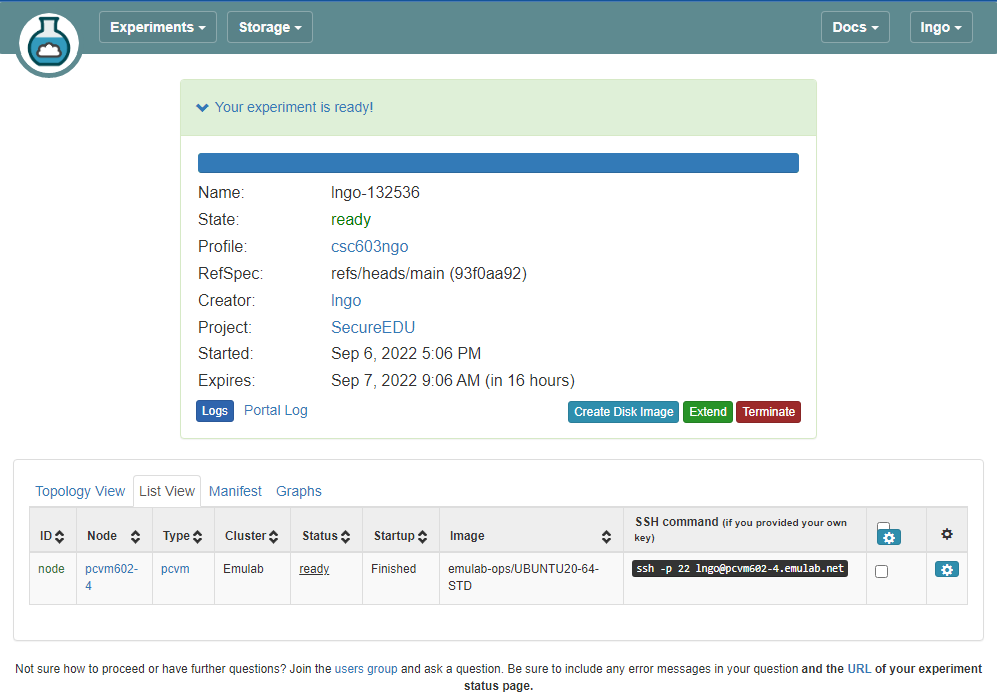 Experiments
Storage
Docs
lngo
Your experiment is ready!
Name: lngo-132536
State: ready
Profile: csc603ngo
RefSpec: refs/heads/main (93f0aa92)
Creator: lngo
Project: SecureEDU
Started: Sep 6, 2022 5:06 PM
Expires: Sep 7, 2022 9:06 AM (in 16 hours)
Logs Portal Log Create Disk Image Extend Terminate
Topology View List View Manifest Graphs
ID Node Type Cluster Status Startup Image SSH command (if you provided your own
key)
node pcvm602- pcvm Emulab ready Finished emulab-ops/UBUNTU20-64- ssh -p 22 lngo@pcvm602-4.emulab.net
4 STD
Not sure how to proceed or have further questions? Join the users group and ask a question. Be sure to include any error messages in your question and the URL of your experiment
status page.